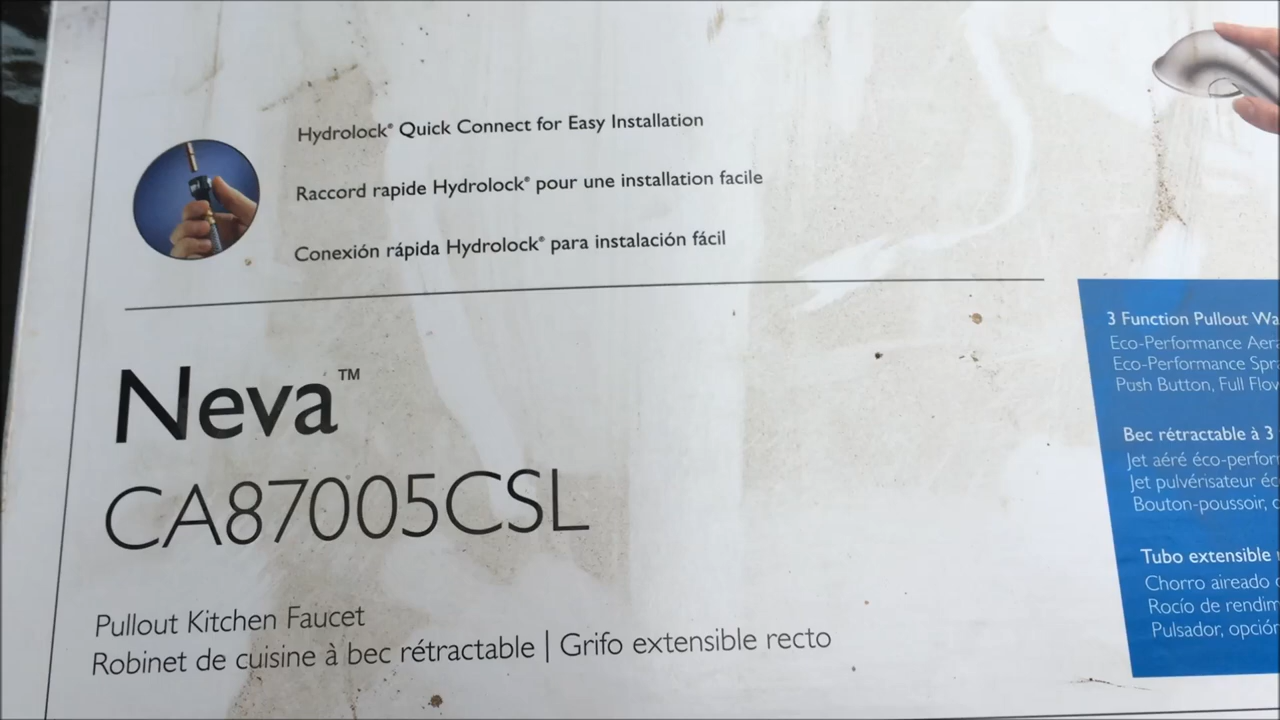 Hydrolock® Quick Connect for Easy Installation
Raccord rapide Hydrolock® pour une installation facile
Conexión rápida Hydrolock® para instalación fácil
Neva™
CA87005CSL
Pullout Kitchen Faucet
Robinet de cuisine à bec rétractable | Grifo extensible recto
3 Function Pullout
Eco-Performance
Eco-Performance
Push Button, Full
Bec rétractable à 3
Jet aéré
Jet pulvérisateur
Bouton-poussoir,
Tubo extensible
Chorro aireado
Rocío de
Pulsador,